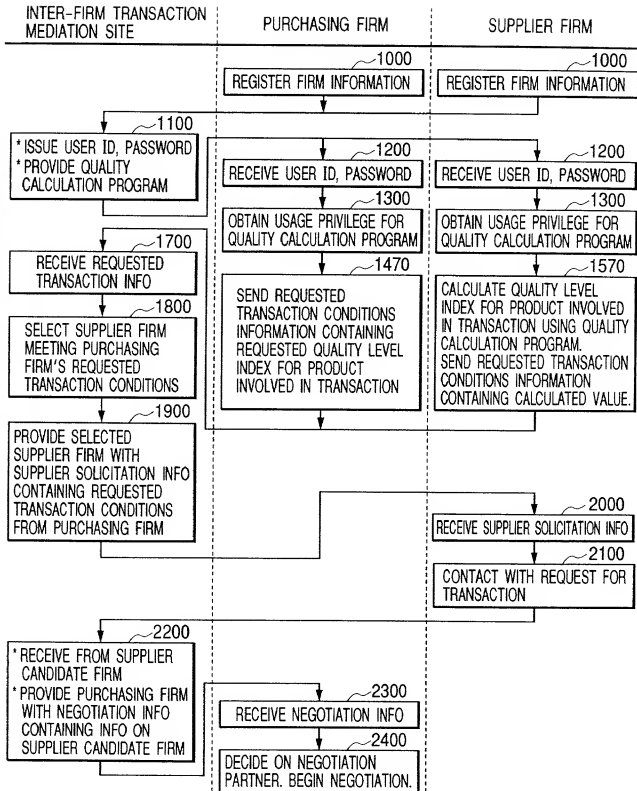 INTER-FIRM TRANSACTION
MEDIATION SITE
PURCHASING FIRM
SUPPLIER FIRM
1000
REGISTER FIRM INFORMATION
1000
REGISTER FIRM INFORMATION
1100
* ISSUE USER ID, PASSWORD
* PROVIDE QUALITY
CALCULATION PROGRAM
1200
RECEIVE USER ID, PASSWORD
1200
RECEIVE USER ID, PASSWORD
1300
OBTAIN USAGE PRIVILEGE FOR
QUALITY CALCULATION PROGRAM
1300
OBTAIN USAGE PRIVILEGE FOR
QUALITY CALCULATION PROGRAM
1700
RECEIVE REQUESTED
TRANSACTION INFO
1470
SEND REQUESTED
TRANSACTION CONDITIONS
INFORMATION CONTAINING
REQUESTED QUALITY LEVEL
INDEX FOR PRODUCT
INVOLVED IN TRANSACTION
1570
CALCULATE QUALITY LEVEL
INDEX FOR PRODUCT INVOLVED
IN TRANSACTION USING QUALITY
CALCULATION PROGRAM.
SEND REQUESTED TRANSACTION
CONDITIONS INFORMATION
CONTAINING CALCULATED VALUE.
1800
SELECT SUPPLIER FIRM
MEETING PURCHASING
FIRM'S REQUESTED
TRANSACTION CONDITIONS
1900
PROVIDE SELECTED
SUPPLIER FIRM WITH
SUPPLIER SOLICITATION INFO
CONTAINING REQUESTED
TRANSACTION CONDITIONS
FROM PURCHASING FIRM
2000
RECEIVE SUPPLIER SOLICITATION INFO
2100
CONTACT WITH REQUEST FOR
TRANSACTION
2200
* RECEIVE FROM SUPPLIER
CANDIDATE FIRM
* PROVIDE PURCHASING FIRM
WITH NEGOTIATION INFO
CONTAINING INFO ON
SUPPLIER CANDIDATE FIRM
2300
RECEIVE NEGOTIATION INFO
2400
DECIDE ON NEGOTIATION
PARTNER. BEGIN NEGOTIATION.